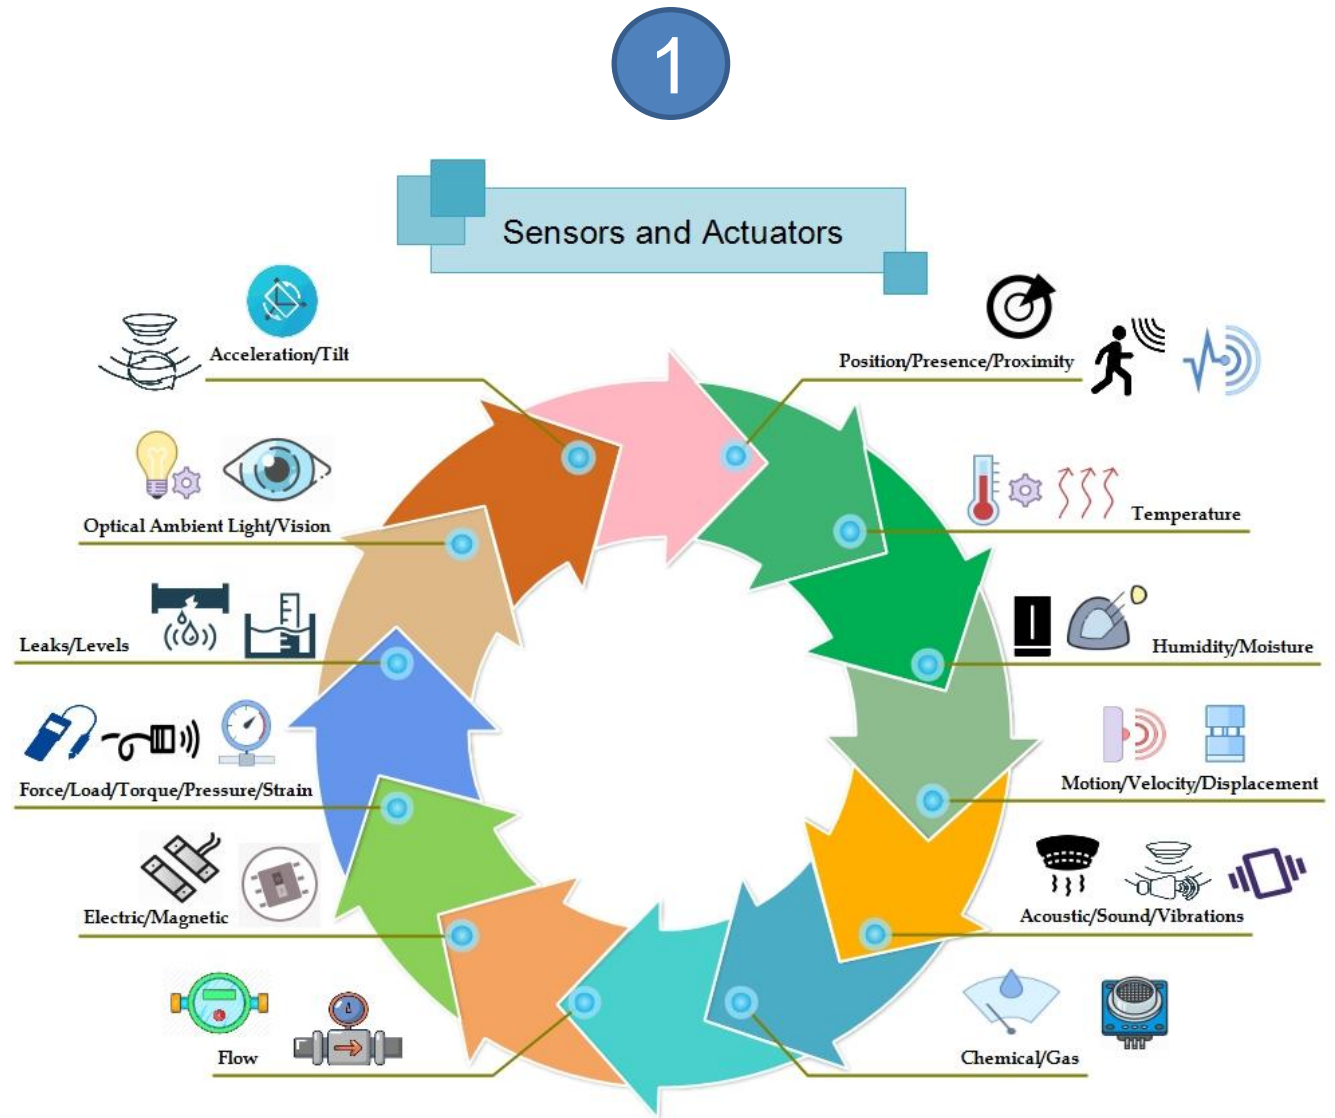 1
Sensors and Actuators
Acceleration/Tilt
Position/Presence/Proximity
Optical Ambient Light/Vision
Temperature
Leaks/Levels
Humidity/Moisture
Force/Load/Torque/Pressure/Strain
Motion/Velocity/Displacement
Electric/Magnetic
Acoustic/Sound/Vibrations
Flow
Chemical/Gas